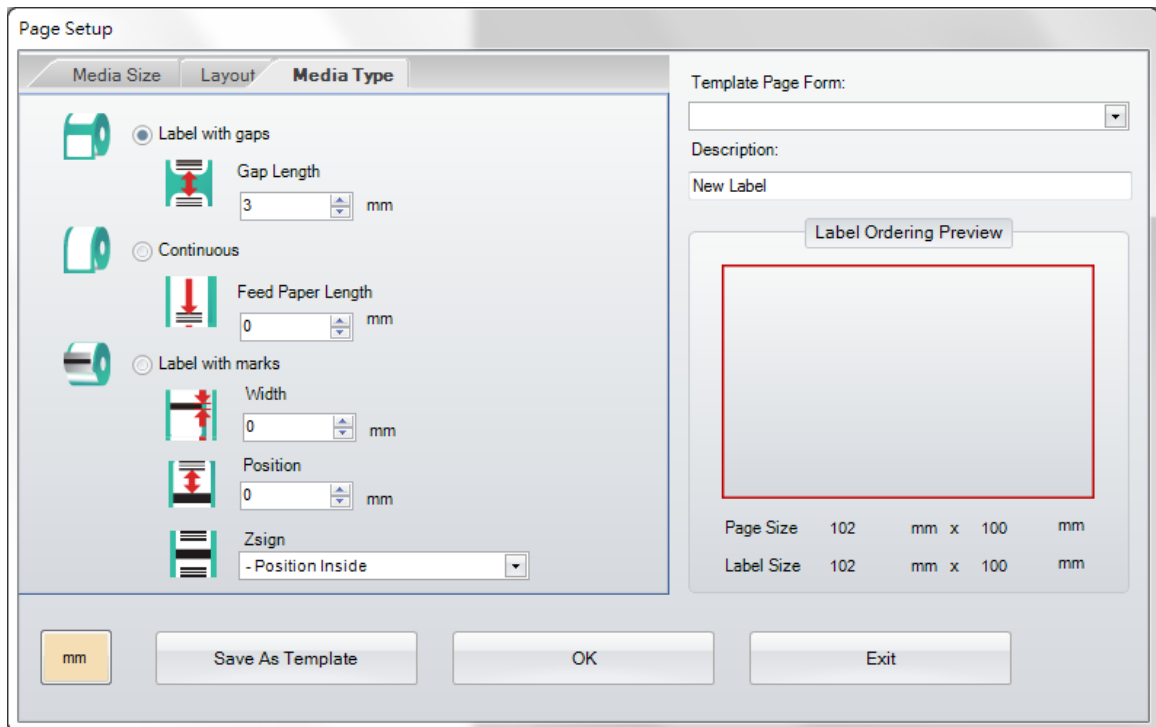 Page Setup
Media Size Layout Media Type
Label with gaps
Gap Length
3 mm
Continuous
Feed Paper Length
0 mm
Label with marks
Width
0 mm
Position
0 mm
Zsign
- Position Inside
Template Page Form:
Description:
New Label
Label Ordering Preview
Page Size 102 mm x 100 mm
Label Size 102 mm x 100 mm
mm Save As Template OK Exit